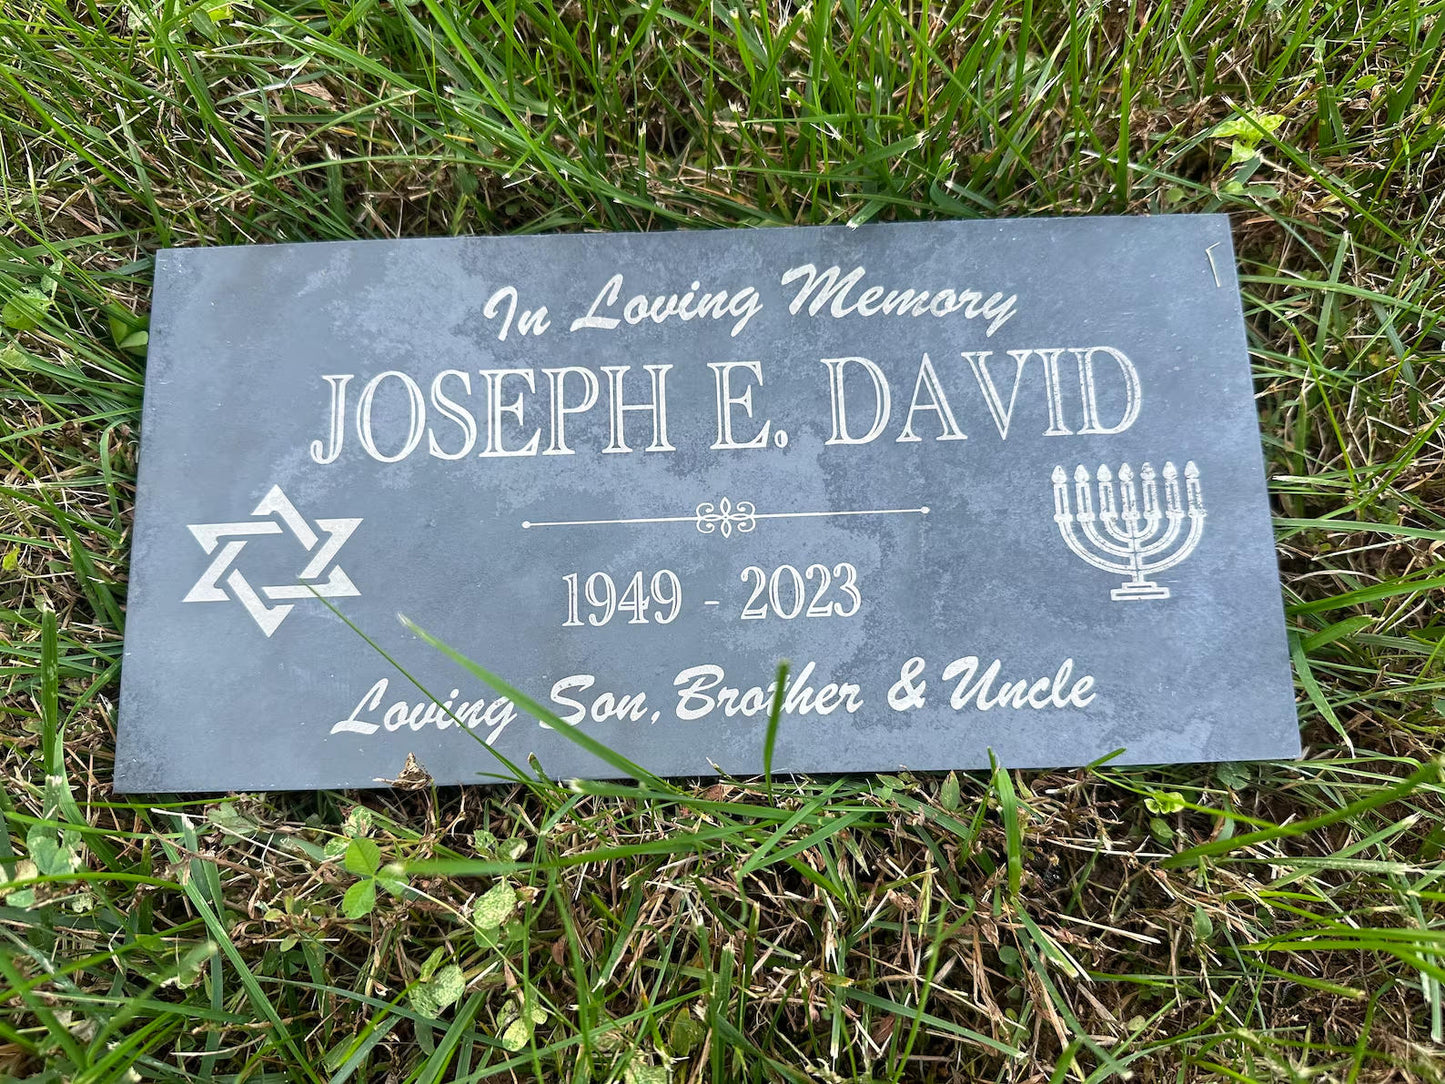 In Loving Memory
JOSEPH E. DAVID
1949 - 2023
Loving Son, Brother & Uncle